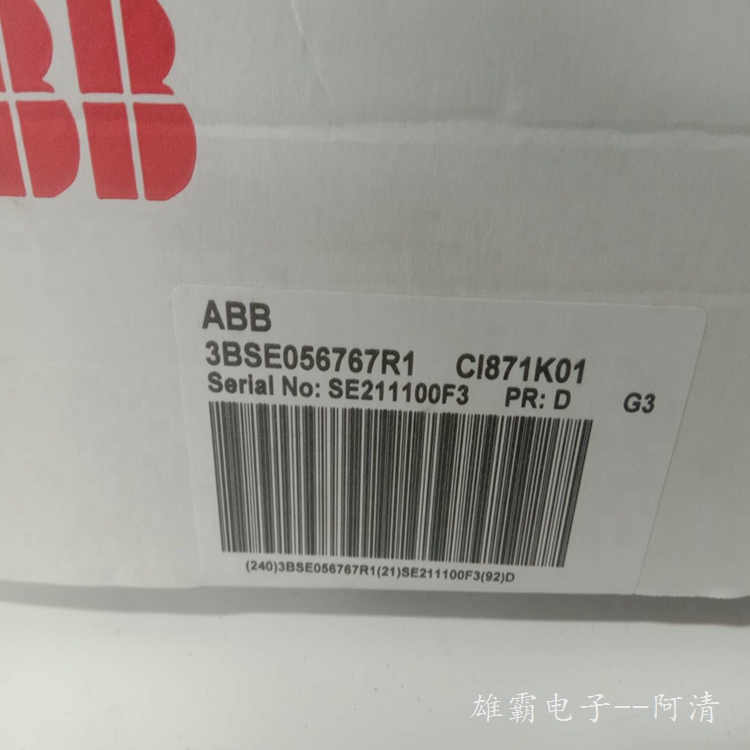 ABB
ABB
3BSE056767R1 CI871K01
Serial No: SE211100F3 PR: D G3
(240)3BSE056767R1(21)SE211100F3(92)D
雄霸电子--阿清